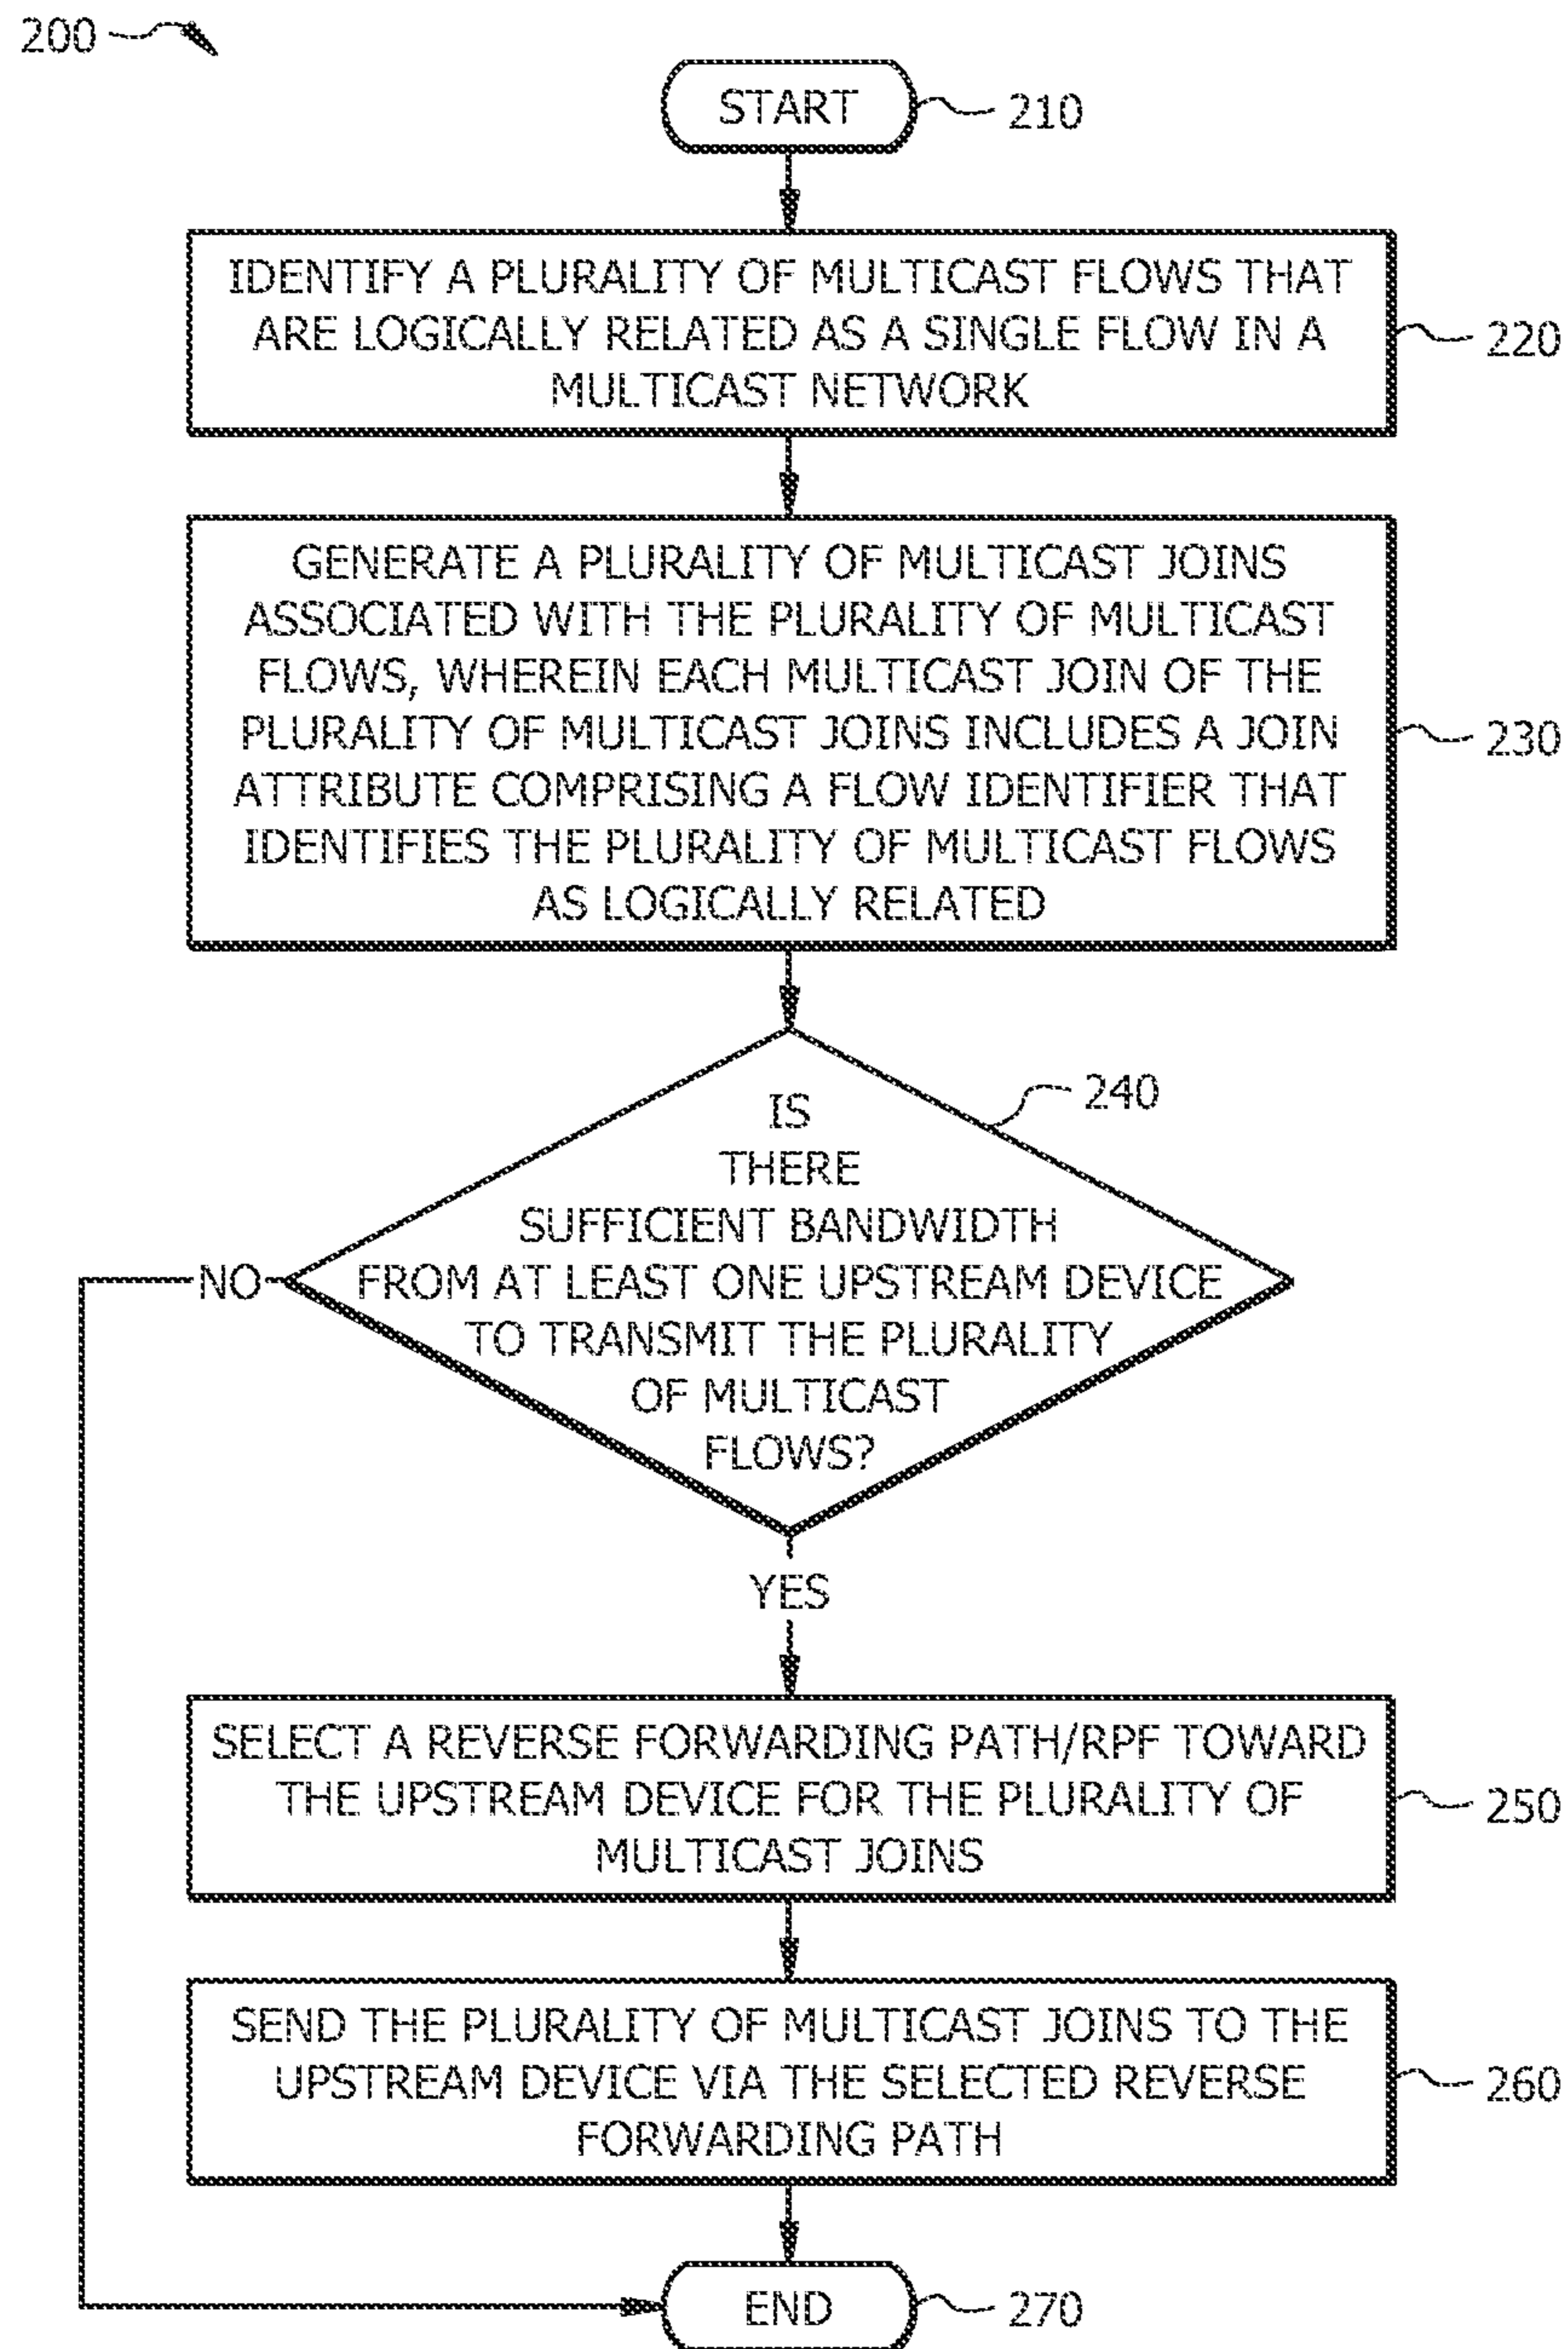 200
START
210
IDENTIFY A PLURALITY OF MULTICAST FLOWS THAT
ARE LOGICALLY RELATED AS A SINGLE FLOW IN A
MULTICAST NETWORK
220
GENERATE A PLURALITY OF MULTICAST JOINS
ASSOCIATED WITH THE PLURALITY OF MULTICAST
FLOWS, WHEREIN EACH MULTICAST JOIN OF THE
PLURALITY OF MULTICAST JOINS INCLUDES A JOIN
ATTRIBUTE COMPRISING A FLOW IDENTIFIER THAT
IDENTIFIES THE PLURALITY OF MULTICAST FLOWS
AS LOGICALLY RELATED
230
IS
THERE
SUFFICIENT BANDWIDTH
FROM AT LEAST ONE UPSTREAM DEVICE
TO TRANSMIT THE PLURALITY
OF MULTICAST
FLOWS?
240
NO
YES
SELECT A REVERSE FORWARDING PATH/RPF TOWARD
THE UPSTREAM DEVICE FOR THE PLURALITY OF
MULTICAST JOINS
250
SEND THE PLURALITY OF MULTICAST JOINS TO THE
UPSTREAM DEVICE VIA THE SELECTED REVERSE
FORWARDING PATH
260
END
270